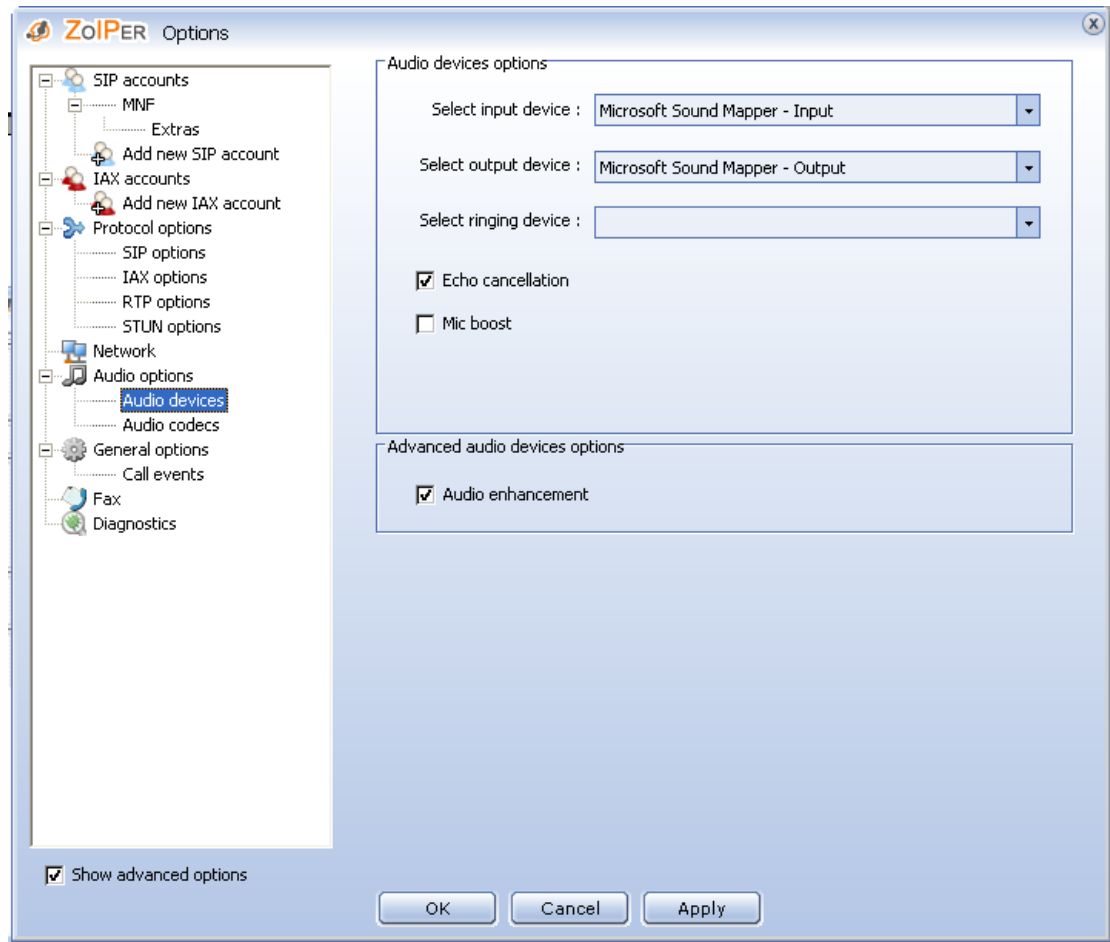 ZoIPER Options
SIP accounts
MNF
Extras
Add new SIP account
IAX accounts
Add new IAX account
Protocol options
SIP options
IAX options
RTP options
STUN options
Network
Audio options
Audio devices
Audio codecs
General options
Call events
Fax
Diagnostics
Show advanced options
Audio devices options
Select input device : Microsoft Sound Mapper - Input
Select output device : Microsoft Sound Mapper - Output
Select ringing device :
Echo cancellation
Mic boost
Advanced audio devices options
Audio enhancement
OK Cancel Apply